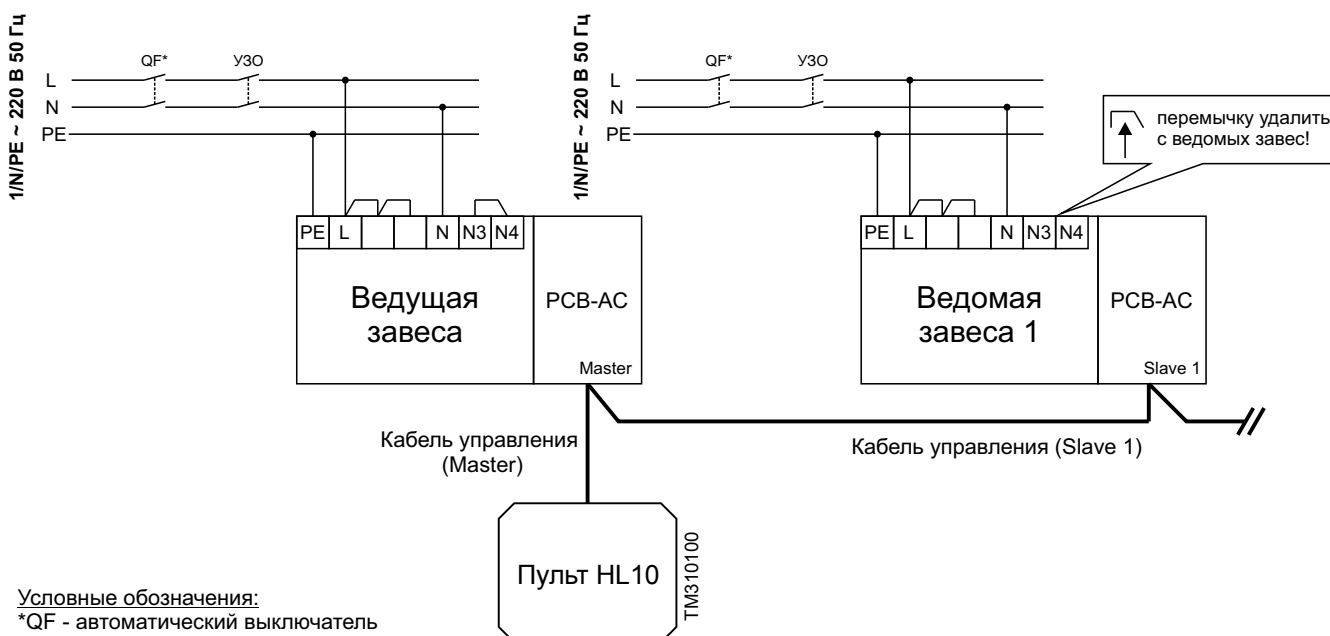 1/N/PE ~ 220 В 50 Гц
QF*
УЗО
L
N
PE
1/N/PE ~ 220 В 50 Гц
QF*
УЗО
L
N
PE
перемычку удалить
с ведомых завес!
PE L N N3 N4
Ведущая
завеса
PCB-AC
Master
PE L N N3 N4
Ведомая
завеса 1
PCB-AC
Slave 1
Кабель управления
(Master)
Кабель управления (Slave 1)
Пульт HL10
TM310100
Условные обозначения:
*QF - автоматический выключатель